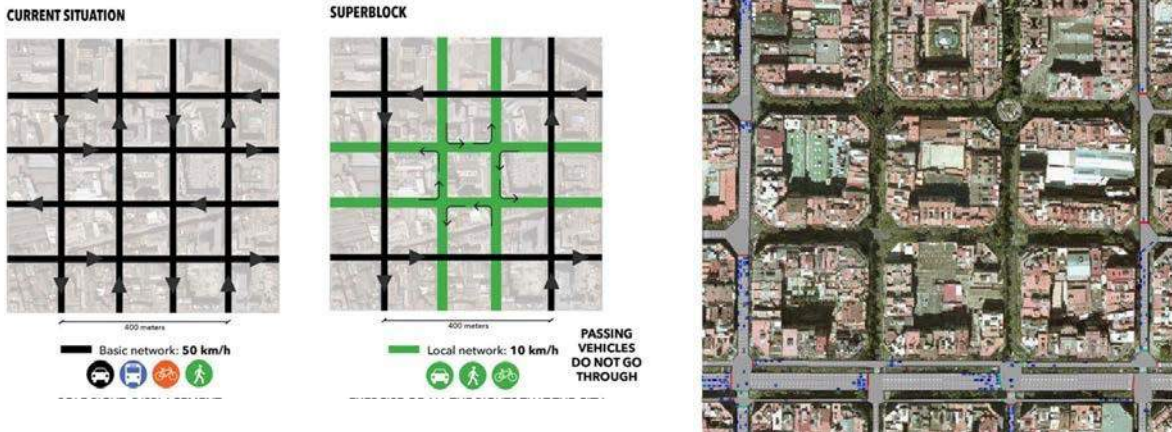 CURRENT SITUATION
400 meters
Basic network: 50 km/h
SUPERBLOCK
400 meters
Local network: 10 km/h
PASSING
VEHICLES
DO NOT GO
THROUGH